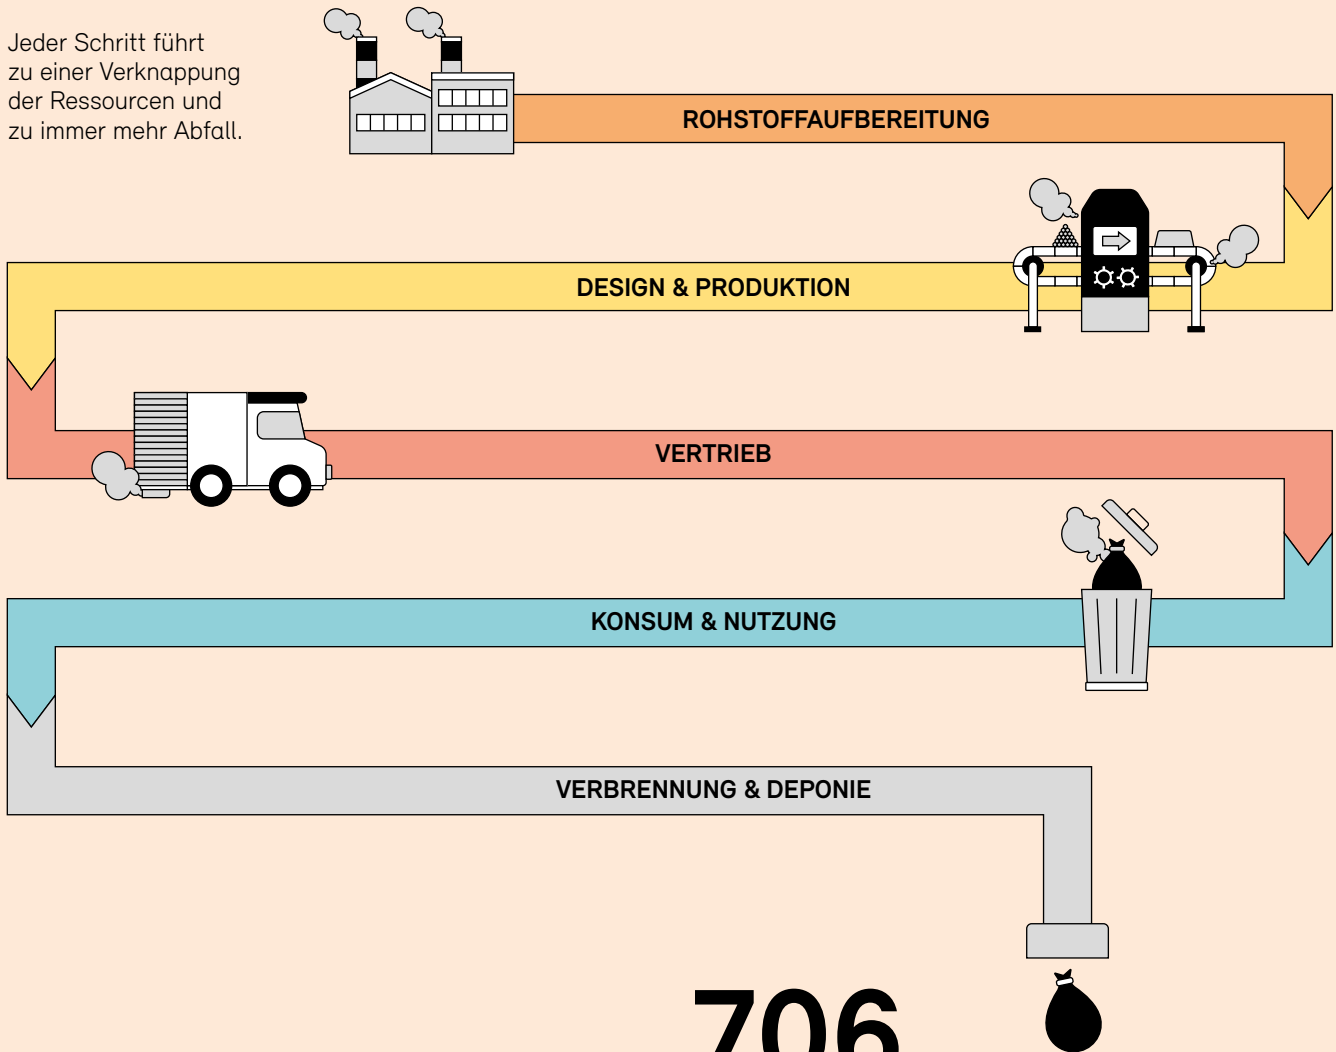 Jeder Schritt führt
zu einer Verknappung
der Ressourcen und
zu immer mehr Abfall.
ROHSTOFFAUFBEREITUNG
DESIGN & PRODUKTION
VERTRIEB
KONSUM & NUTZUNG
VERBRENNUNG & DEPONIE
706